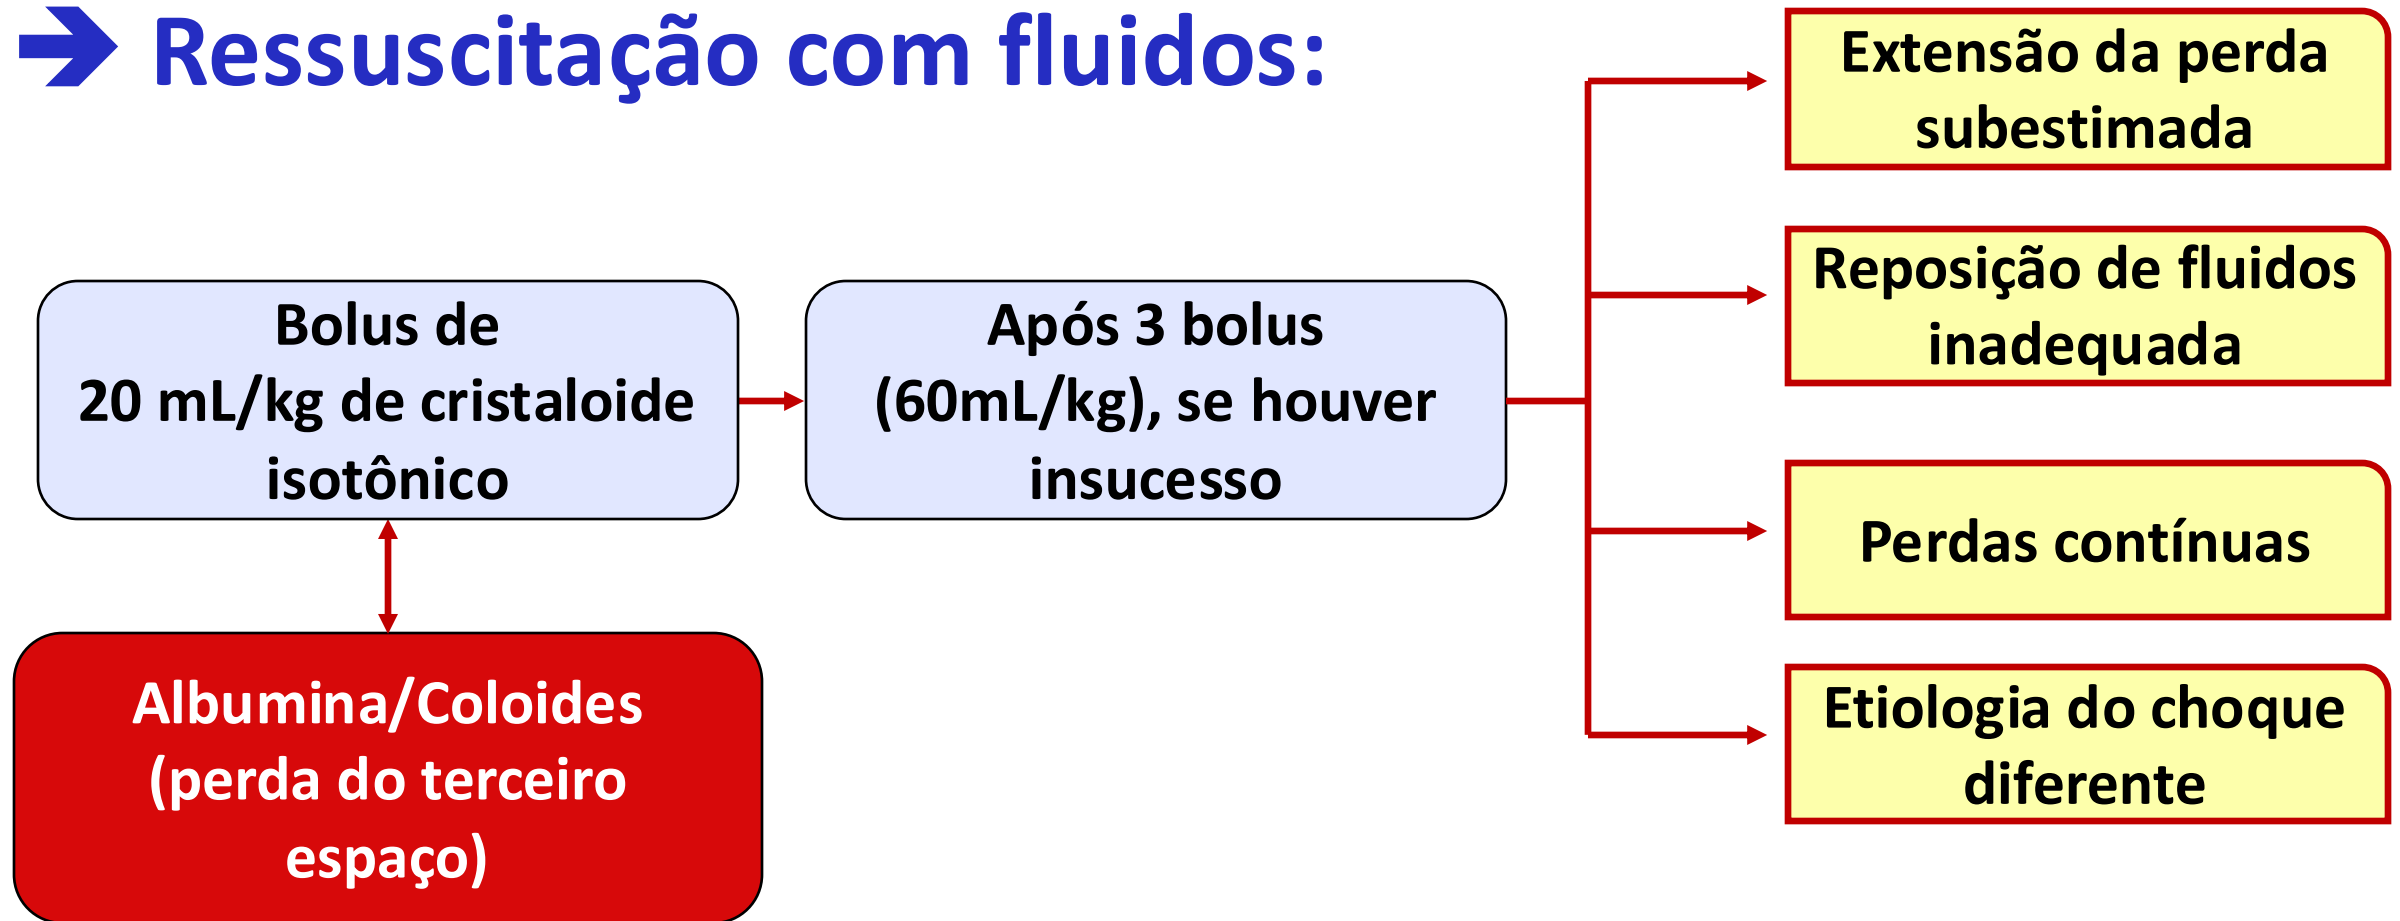 Ressuscitação com fluidos:
Bolus de
20 mL/kg de cristaloide
isotônico
Albumina/Coloides
(perda do terceiro
espaço)
Após 3 bolus
(60mL/kg), se houver
insucesso
Extensão da perda
subestimada
Reposição de fluidos
inadequada
Perdas contínuas
Etiologia do choque
diferente